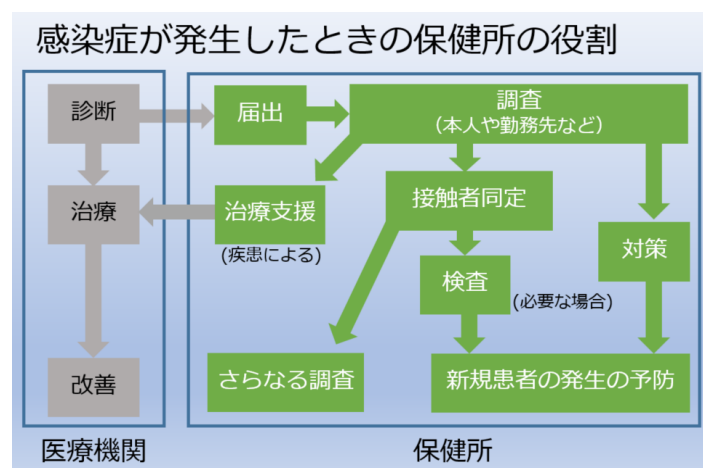 感染症が発生したときの保健所の役割
診断
届出
調査
(本人や勤務先など)
治療
治療支援
(疾患による)
接触者同定
対策
検査
(必要な場合)
改善
さらなる調査
新規患者の発生の予防
医療機関
保健所